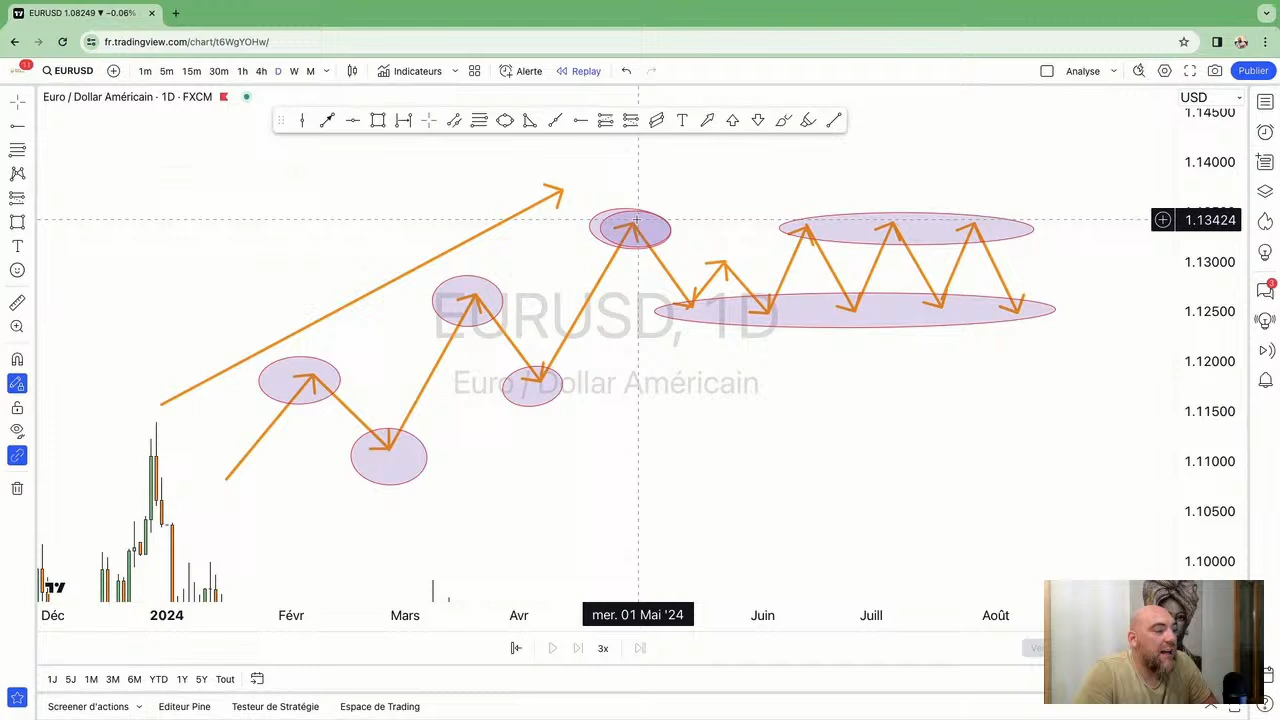 EURUSD 1.08249 ▼ −0.06%
fr.tradingview.com/chart/t6WgYOHw/
11
EURUSD 1m 5m 15m 30m 1h 4h D W M Indicateurs Alerte Replay Analyse Publier
Euro / Dollar Américain · 1D · FXCM
USD
1.14500
1.14000
1.13424
1.13000
1.12500
1.12000
1.11500
1.11000
1.10500
1.10000
3
EURUSD, 1D
Euro / Dollar Américain
Déc 2024 Févr Mars Avr mer. 01 Mai '24 Juin Juill Août
3x
1J 5J 1M 3M 6M YTD 1Y 5Y Tout
Screener d'actions Editeur Pine Testeur de Stratégie Espace de Trading